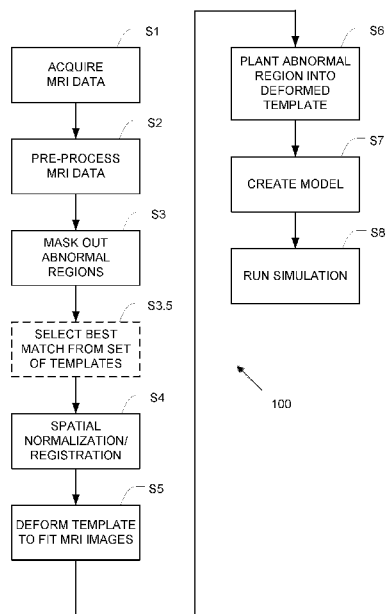 S1
ACQUIRE
MRI DATA
S2
PRE-PROCESS
MRI DATA
S3
MASK OUT
ABNORMAL
REGIONS
S3.5
SELECT BEST
MATCH FROM SET
OF TEMPLATES
S4
SPATIAL
NORMALIZATION/
REGISTRATION
S5
DEFORM TEMPLATE
TO FIT MRI IMAGES
S6
PLANT ABNORMAL
REGION INTO
DEFORMED
TEMPLATE
S7
CREATE MODEL
S8
RUN SIMULATION
100